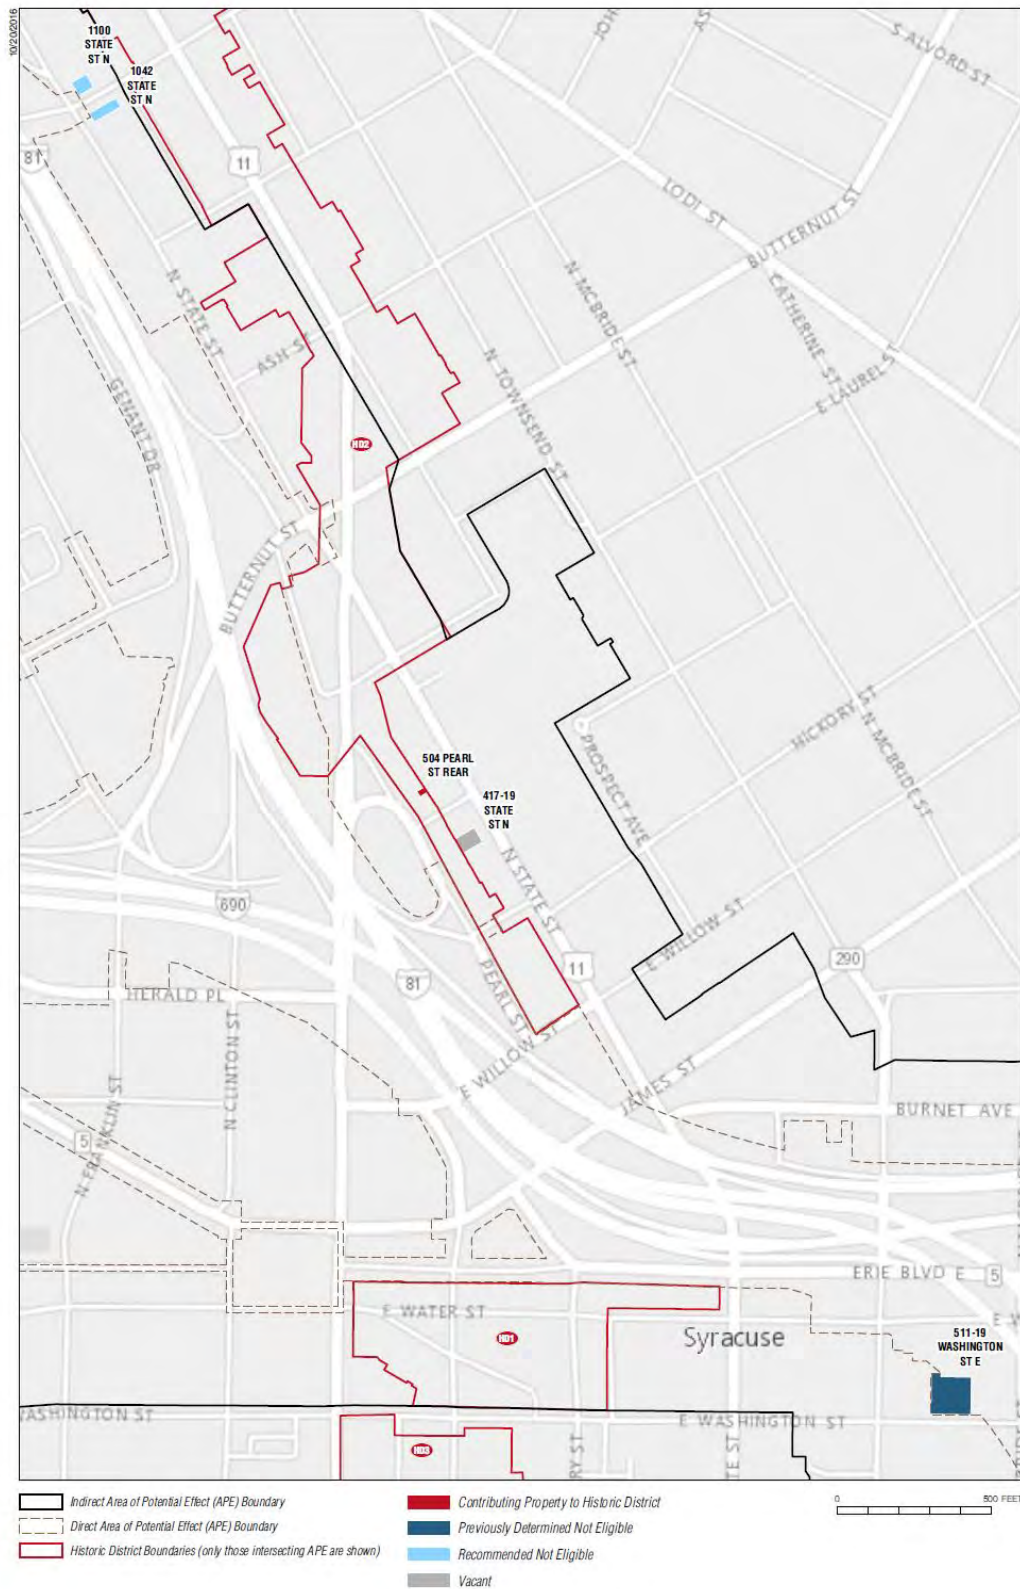 10/20/2016
1100
STATE
ST N
1042
STATE
ST N
S ALVORD ST
81
11
LODI ST
BUTTERNUT ST
N MCBRIDE ST
CATHERINE ST
N STATE ST
ASH ST
N TOWNSEND ST
E LAUREL ST
GENANT DR
HD2
BUTTERNUT ST
HICKORY ST
N MCBRIDE ST
PROSPECT AVE
504 PEARL
ST REAR
417-19
STATE
ST N
N STATE ST
690
E WILLOW ST
290
11
81
HERALD PL
PEARL ST
N CLINTON ST
E WILLOW ST
JAMES ST
BURNET AVE
N FRANKLIN ST
5
ERIE BLVD E
5
E WATER ST
HD1
Syracuse
511-19
WASHINGTON
ST E
WASHINGTON ST
E WASHINGTON ST
HD3
Indirect Area of Potential Effect (APE) Boundary
Direct Area of Potential Effect (APE) Boundary
Historic District Boundaries (only those intersecting APE are shown)
Contributing Property to Historic District
Previously Determined Not Eligible
Recommended Not Eligible
Vacant
0
500 FEET